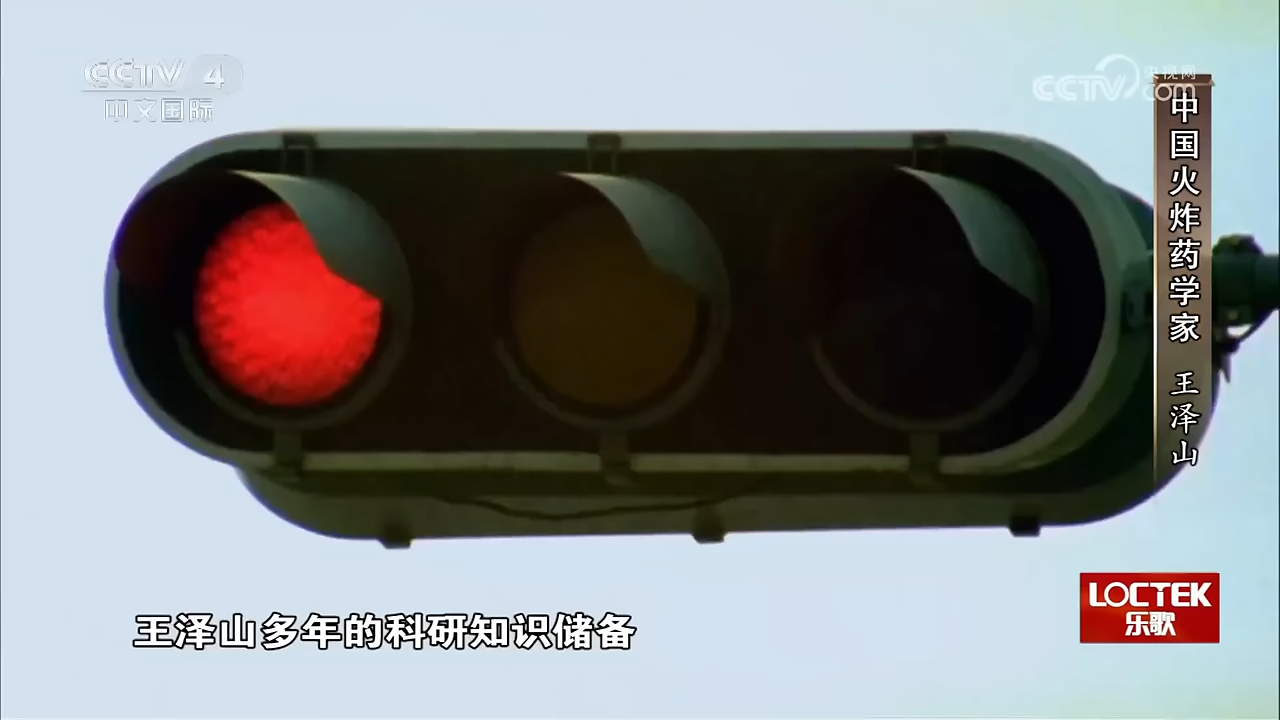 CCTV 4
中文国际
央视网
CCTV.com
中国火炸药学家 王泽山
LOCTEK
乐歌
王泽山多年的科研知识储备